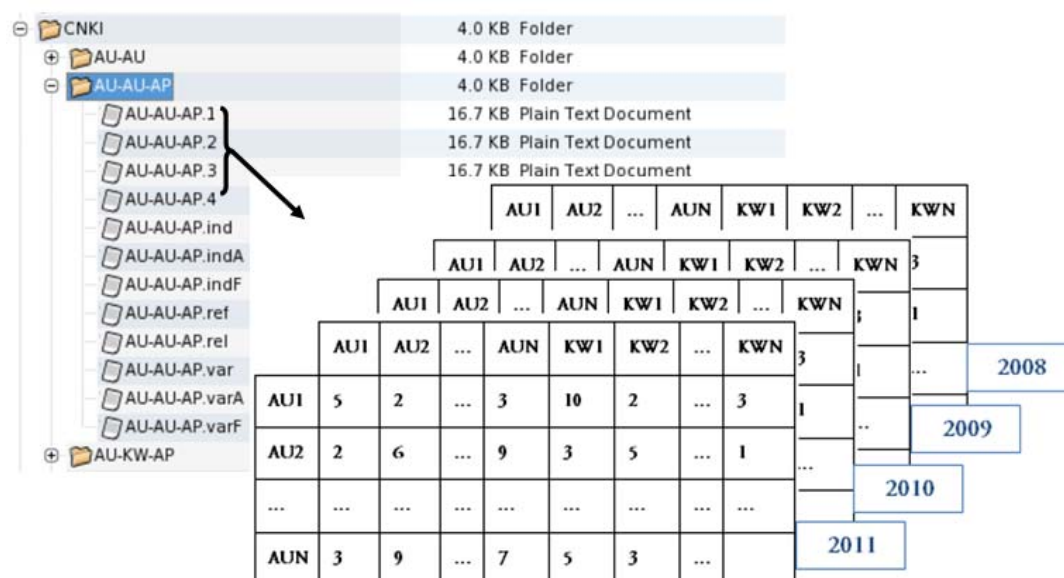 CNKI 4.0 KB Folder
AU-AU 4.0 KB Folder
AU-AU-AP 4.0 KB Folder
AU-AU-AP.1 16.7 KB Plain Text Document
AU-AU-AP.2 16.7 KB Plain Text Document
AU-AU-AP.3 16.7 KB Plain Text Document
AU-AU-AP.4
AU-AU-AP.ind
AU-AU-AP.indA
AU-AU-AP.indF
AU-AU-AP.ref
AU-AU-AP.rel
AU-AU-AP.var
AU-AU-AP.varA
AU-AU-AP.varF
AU-KW-AP
AU1 AU2 ... AUN KW1 KW2 ... KWN
3
1
...
2008
AU1 AU2 ... AUN KW1 KW2 ... KWN
1
..
2009
AU1 AU2 ... AUN KW1 KW2 ... KWN
3
1
...
2010
AU1 AU2 ... AUN KW1 KW2 ... KWN
AU1 5 2 ... 3 10 2 ... 3
AU2 2 6 ... 9 3 5 ... 1
... ... ... ... ... ... ... ... ...
AUN 3 9 ... 7 5 3 ...
2011